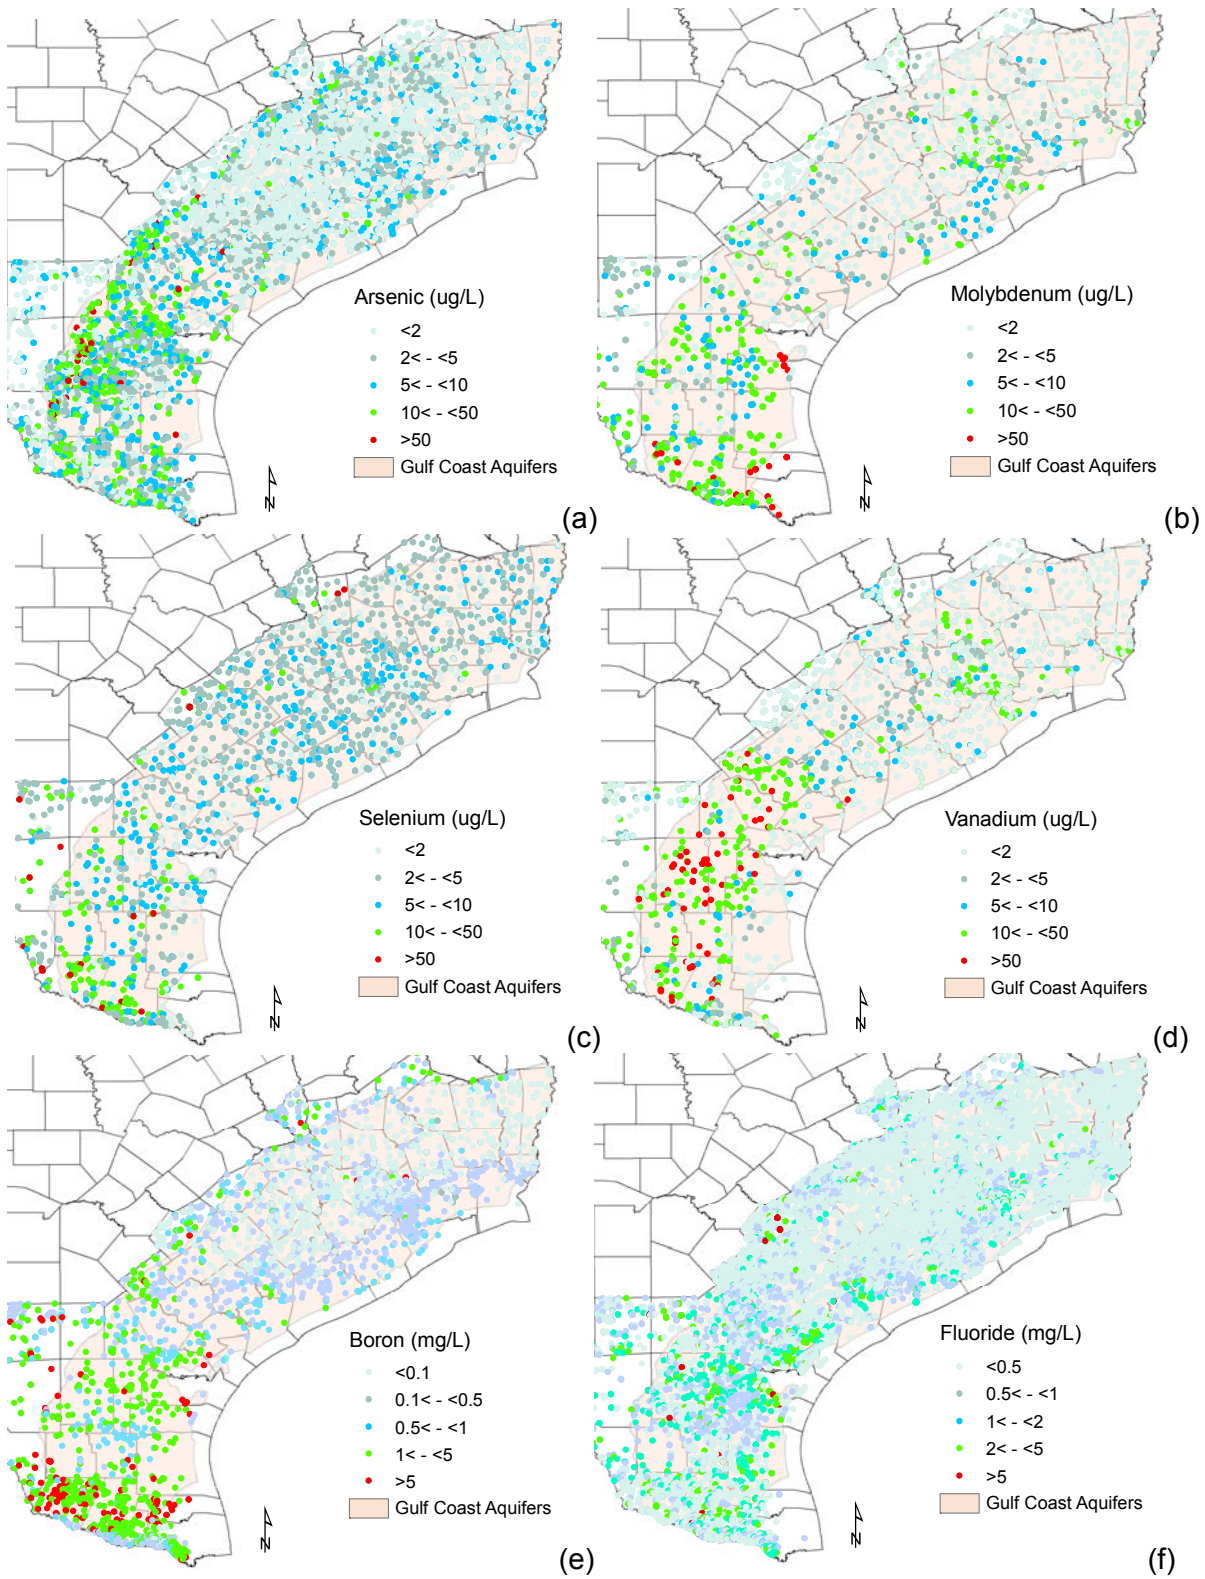 Arsenic (ug/L)
<2
2< - <5
5< - <10
10< - <50
>50
Gulf Coast Aquifers
N
(a)
Molybdenum (ug/L)
<2
2< - <5
5< - <10
10< - <50
>50
Gulf Coast Aquifers
N
(b)
Selenium (ug/L)
<2
2< - <5
5< - <10
10< - <50
>50
Gulf Coast Aquifers
N
(c)
Vanadium (ug/L)
<2
2< - <5
5< - <10
10< - <50
>50
Gulf Coast Aquifers
N
(d)
Boron (mg/L)
<0.1
0.1< - <0.5
0.5< - <1
1< - <5
>5
Gulf Coast Aquifers
N
(e)
Fluoride (mg/L)
<0.5
0.5< - <1
1< - <2
2< - <5
>5
Gulf Coast Aquifers
N
(f)